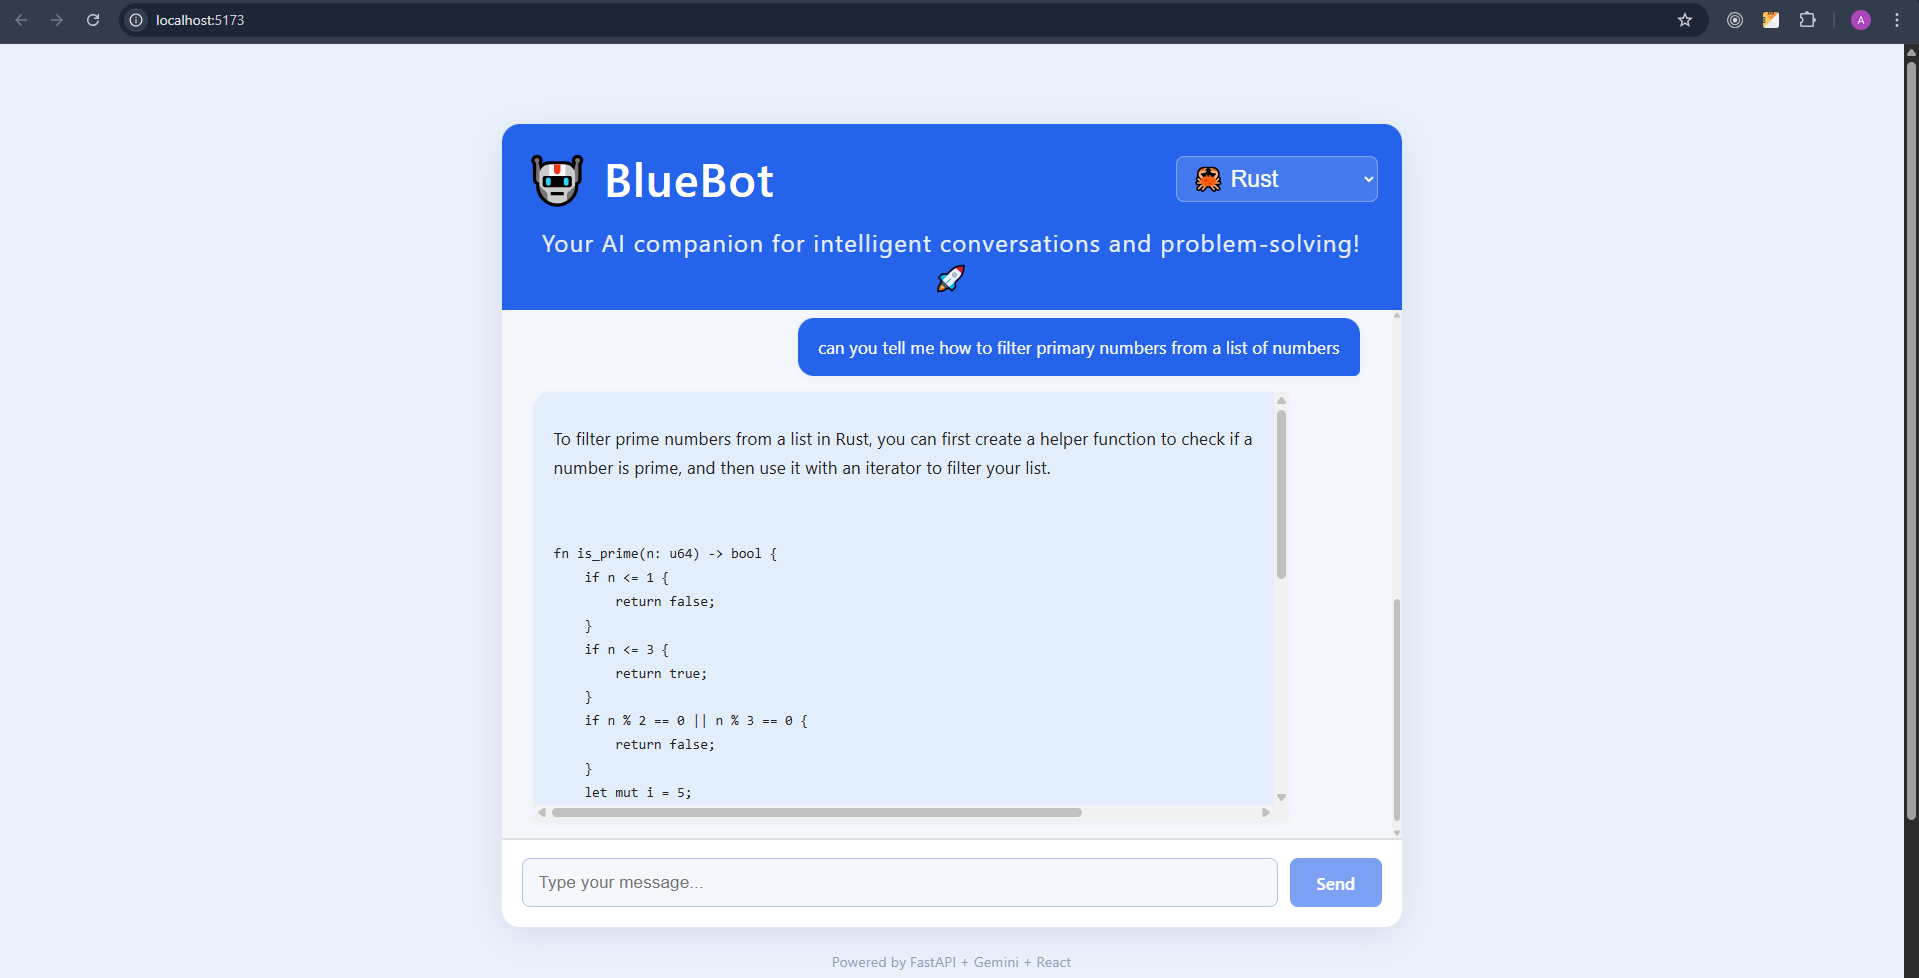 localhost:5173
A
BlueBot
Rust
Your AI companion for intelligent conversations and problem-solving!
can you tell me how to filter primary numbers from a list of numbers
To filter prime numbers from a list in Rust, you can first create a helper function to check if a
number is prime, and then use it with an iterator to filter your list.
fn is_prime(n: u64) -> bool {
    if n <= 1 {
        return false;
    }
    if n <= 3 {
        return true;
    }
    if n % 2 == 0 || n % 3 == 0 {
        return false;
    }
    let mut i = 5;
Type your message...
Send
Powered by FastAPI + Gemini + React